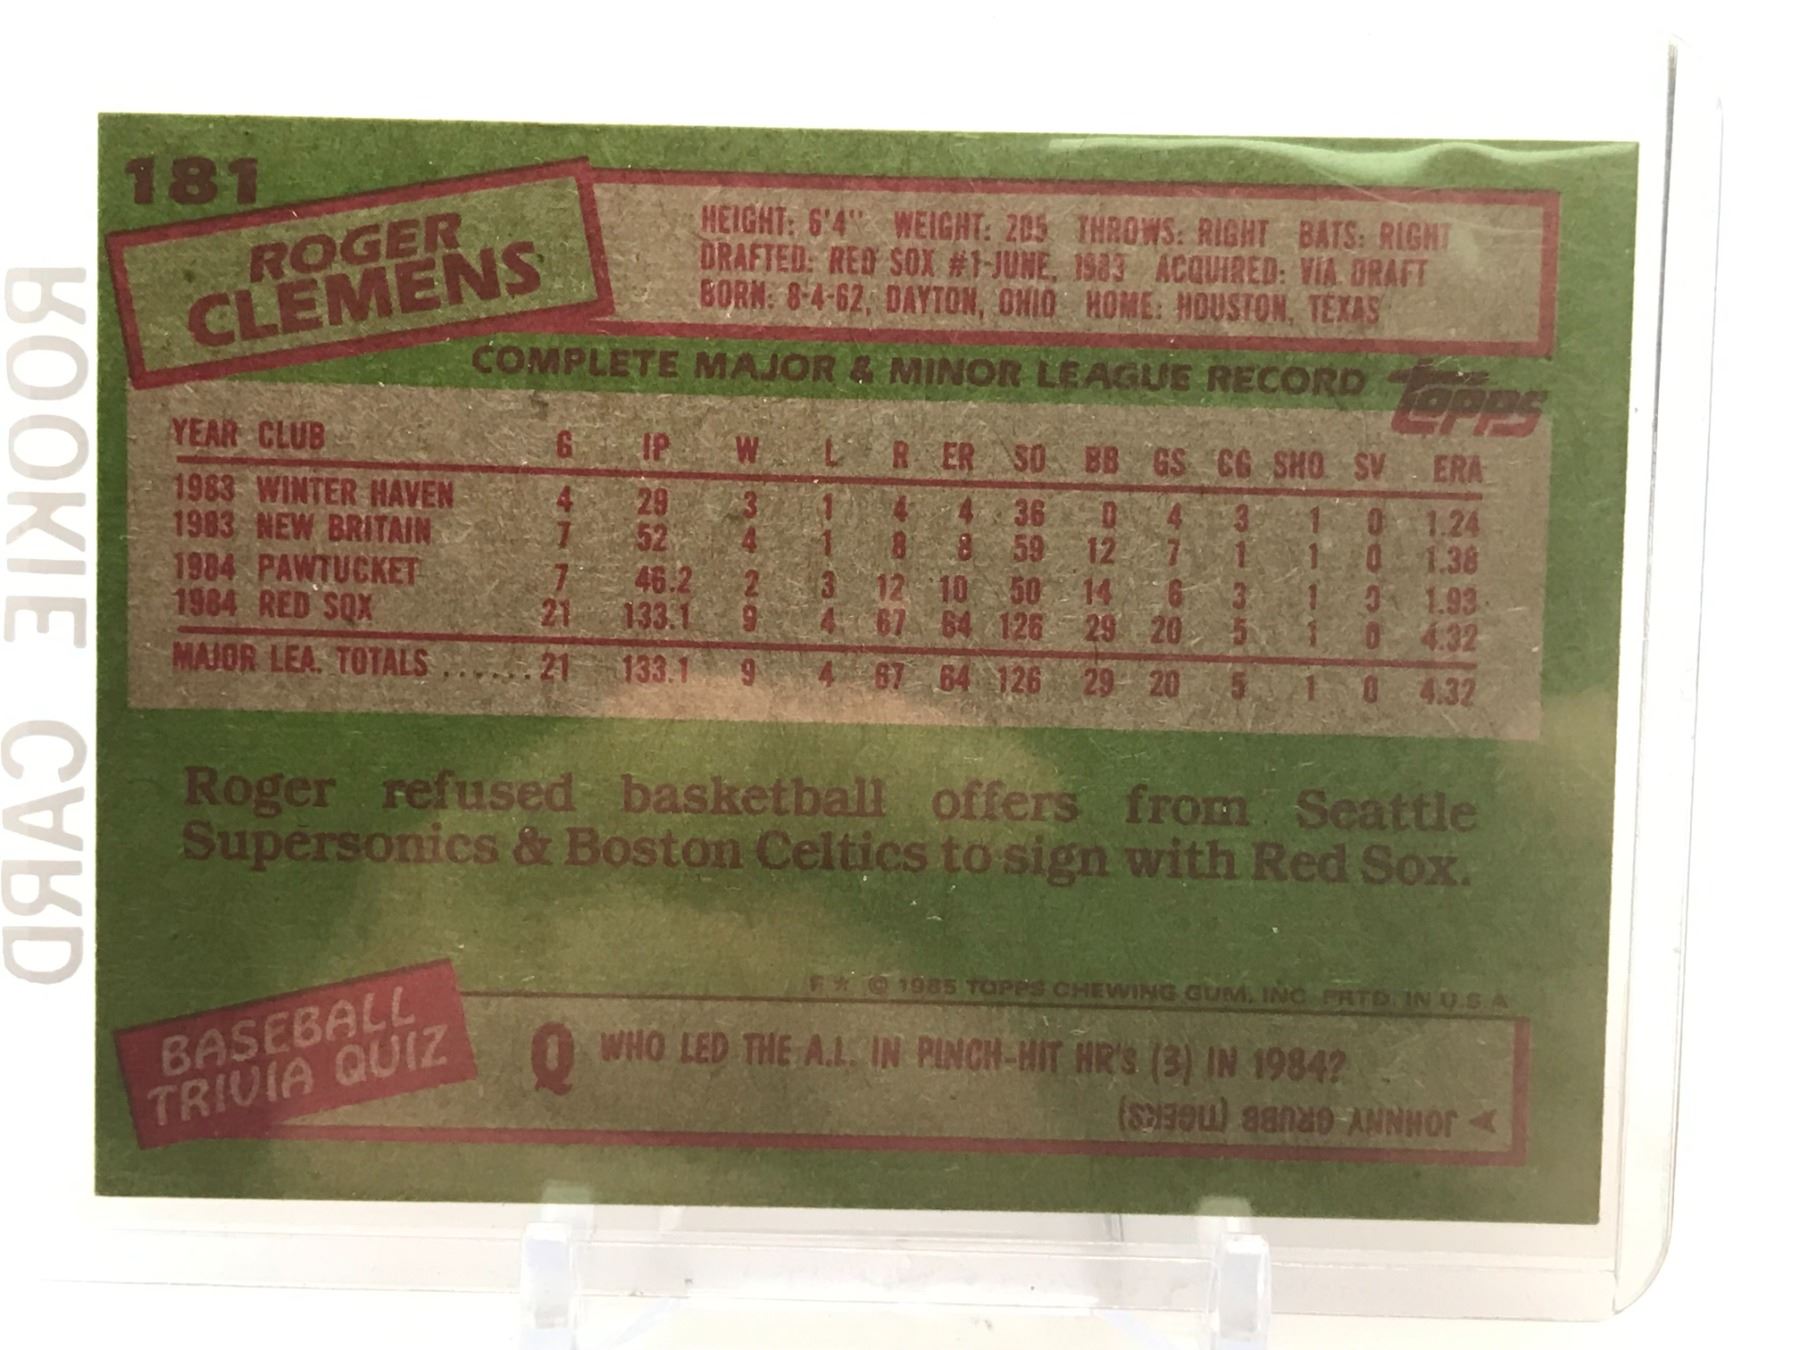 181
ROGER
CLEMENS
HEIGHT: 6'4" WEIGHT: 205 THROWS: RIGHT BATS: RIGHT
DRAFTED: RED SOX #1-JUNE, 1983 ACQUIRED: VIA DRAFT
BORN: 8-4-62, DAYTON, OHIO HOME: HOUSTON, TEXAS
COMPLETE MAJOR & MINOR LEAGUE RECORD
topps
YEAR CLUB G IP W L R ER SO BB GS CG SHO SV ERA
1983 WINTER HAVEN 4 29 3 1 4 4 36 0 4 3 1 0 1.24
1983 NEW BRITAIN 7 52 4 1 8 8 59 12 7 1 1 0 1.38
1984 PAWTUCKET 7 46.2 2 3 12 10 50 14 6 3 1 0 1.93
1984 RED SOX 21 133.1 9 4 67 64 126 29 20 5 1 0 4.32
MAJOR LEA. TOTALS ...... 21 133.1 9 4 67 64 126 29 20 5 1 0 4.32
Roger refused basketball offers from Seattle
Supersonics & Boston Celtics to sign with Red Sox.
F * © 1985 TOPPS CHEWING GUM, INC. PRTD. IN U.S.A.
BASEBALL
TRIVIA QUIZ
Q WHO LED THE A.L. IN PINCH-HIT HR's (3) IN 1984?
JOHNNY GRUBB (TIGERS)
ROOKIE CARD